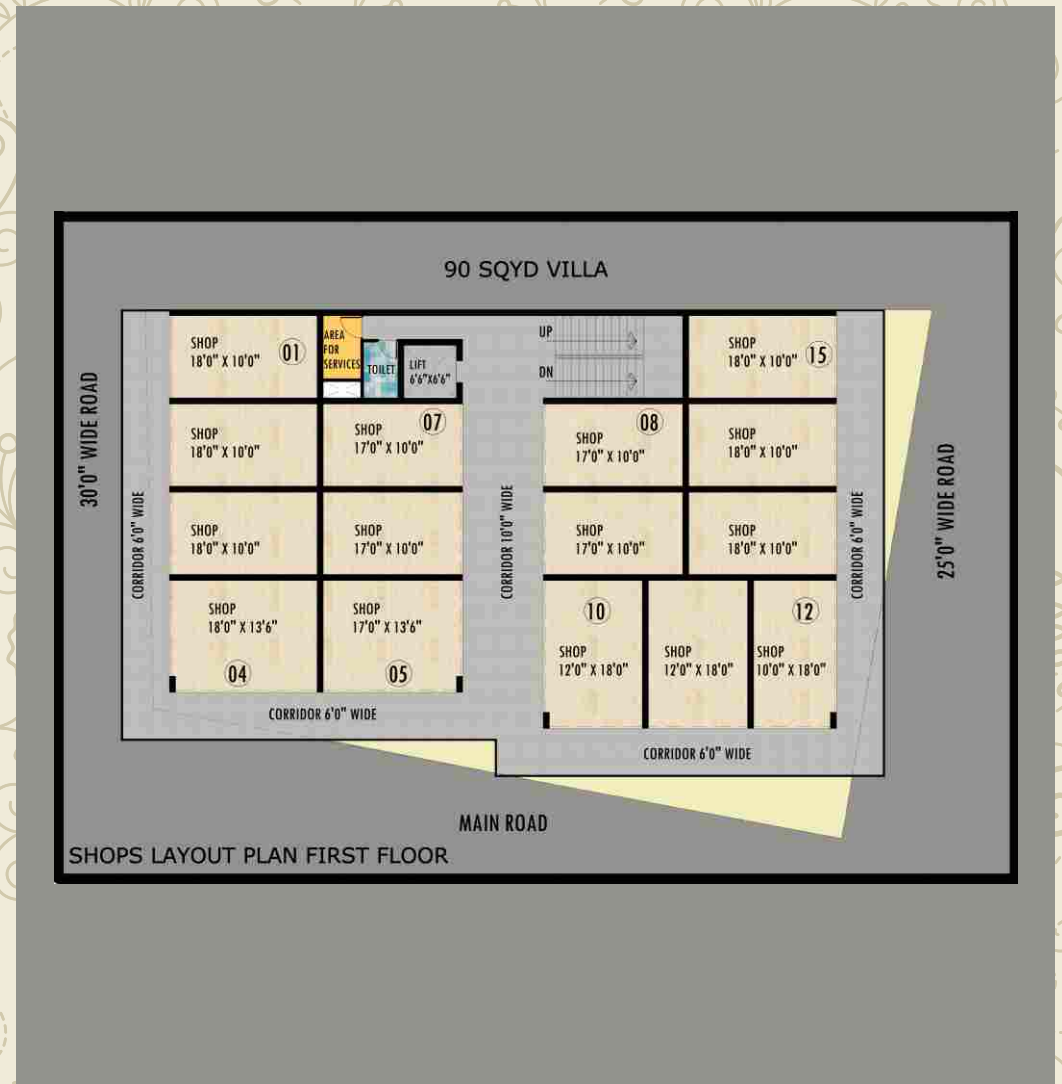 90 SQYD VILLA
SHOP
18'0" X 10'0"
01
AREA
FOR
SERVICES
TOILET
LIFT
6'6"X6'6"
UP
DN
SHOP
18'0" X 10'0"
15
30'0" WIDE ROAD
SHOP
18'0" X 10'0"
SHOP
17'0" X 10'0"
07
SHOP
17'0" X 10'0"
08
SHOP
18'0" X 10'0"
25'0" WIDE ROAD
CORRIDOR 6'0" WIDE
SHOP
18'0" X 10'0"
SHOP
17'0" X 10'0"
CORRIDOR 10'0" WIDE
SHOP
17'0" X 10'0"
SHOP
18'0" X 10'0"
CORRIDOR 6'0" WIDE
SHOP
18'0" X 13'6"
04
SHOP
17'0" X 13'6"
05
10
SHOP
12'0" X 18'0"
SHOP
12'0" X 18'0"
12
SHOP
10'0" X 18'0"
CORRIDOR 6'0" WIDE
CORRIDOR 6'0" WIDE
MAIN ROAD
SHOPS LAYOUT PLAN FIRST FLOOR